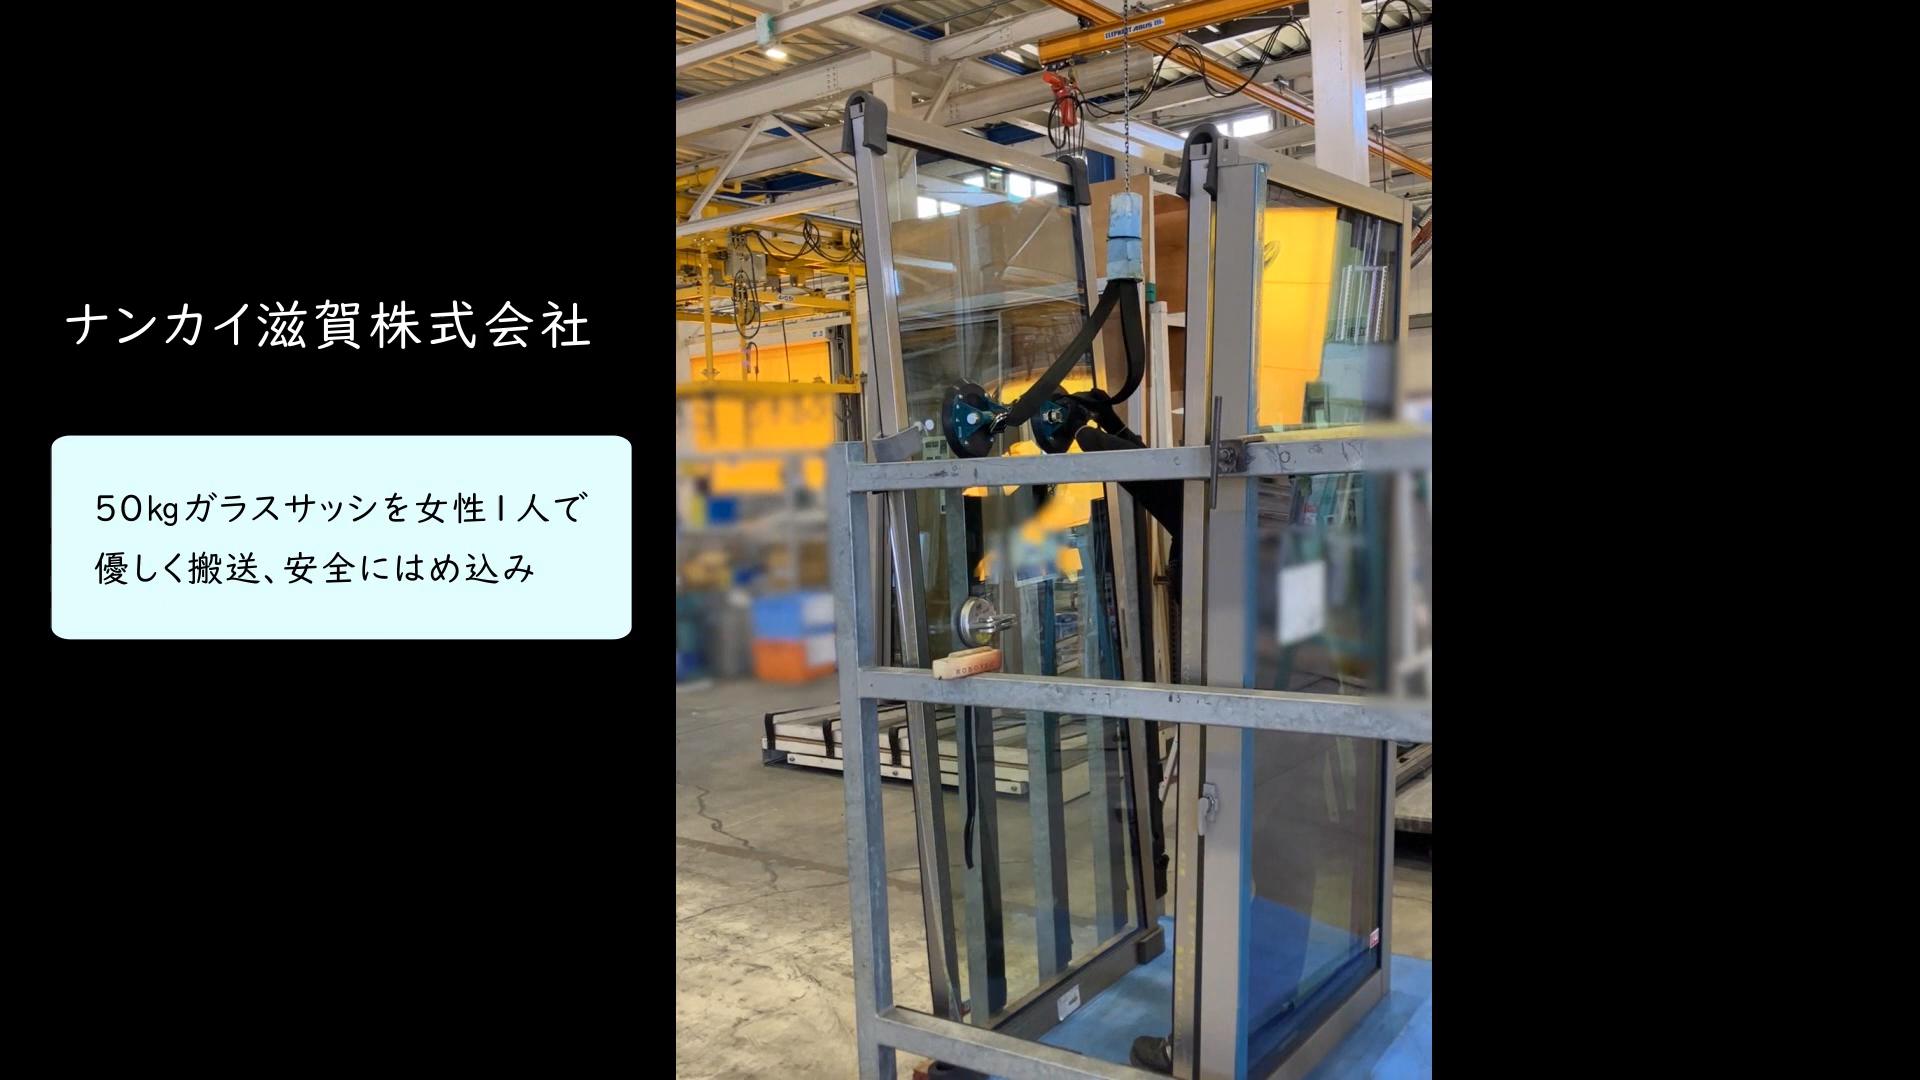 ナンカイ滋賀株式会社
50kgガラスサッシを女性1人で
優しく搬送、安全にはめ込み